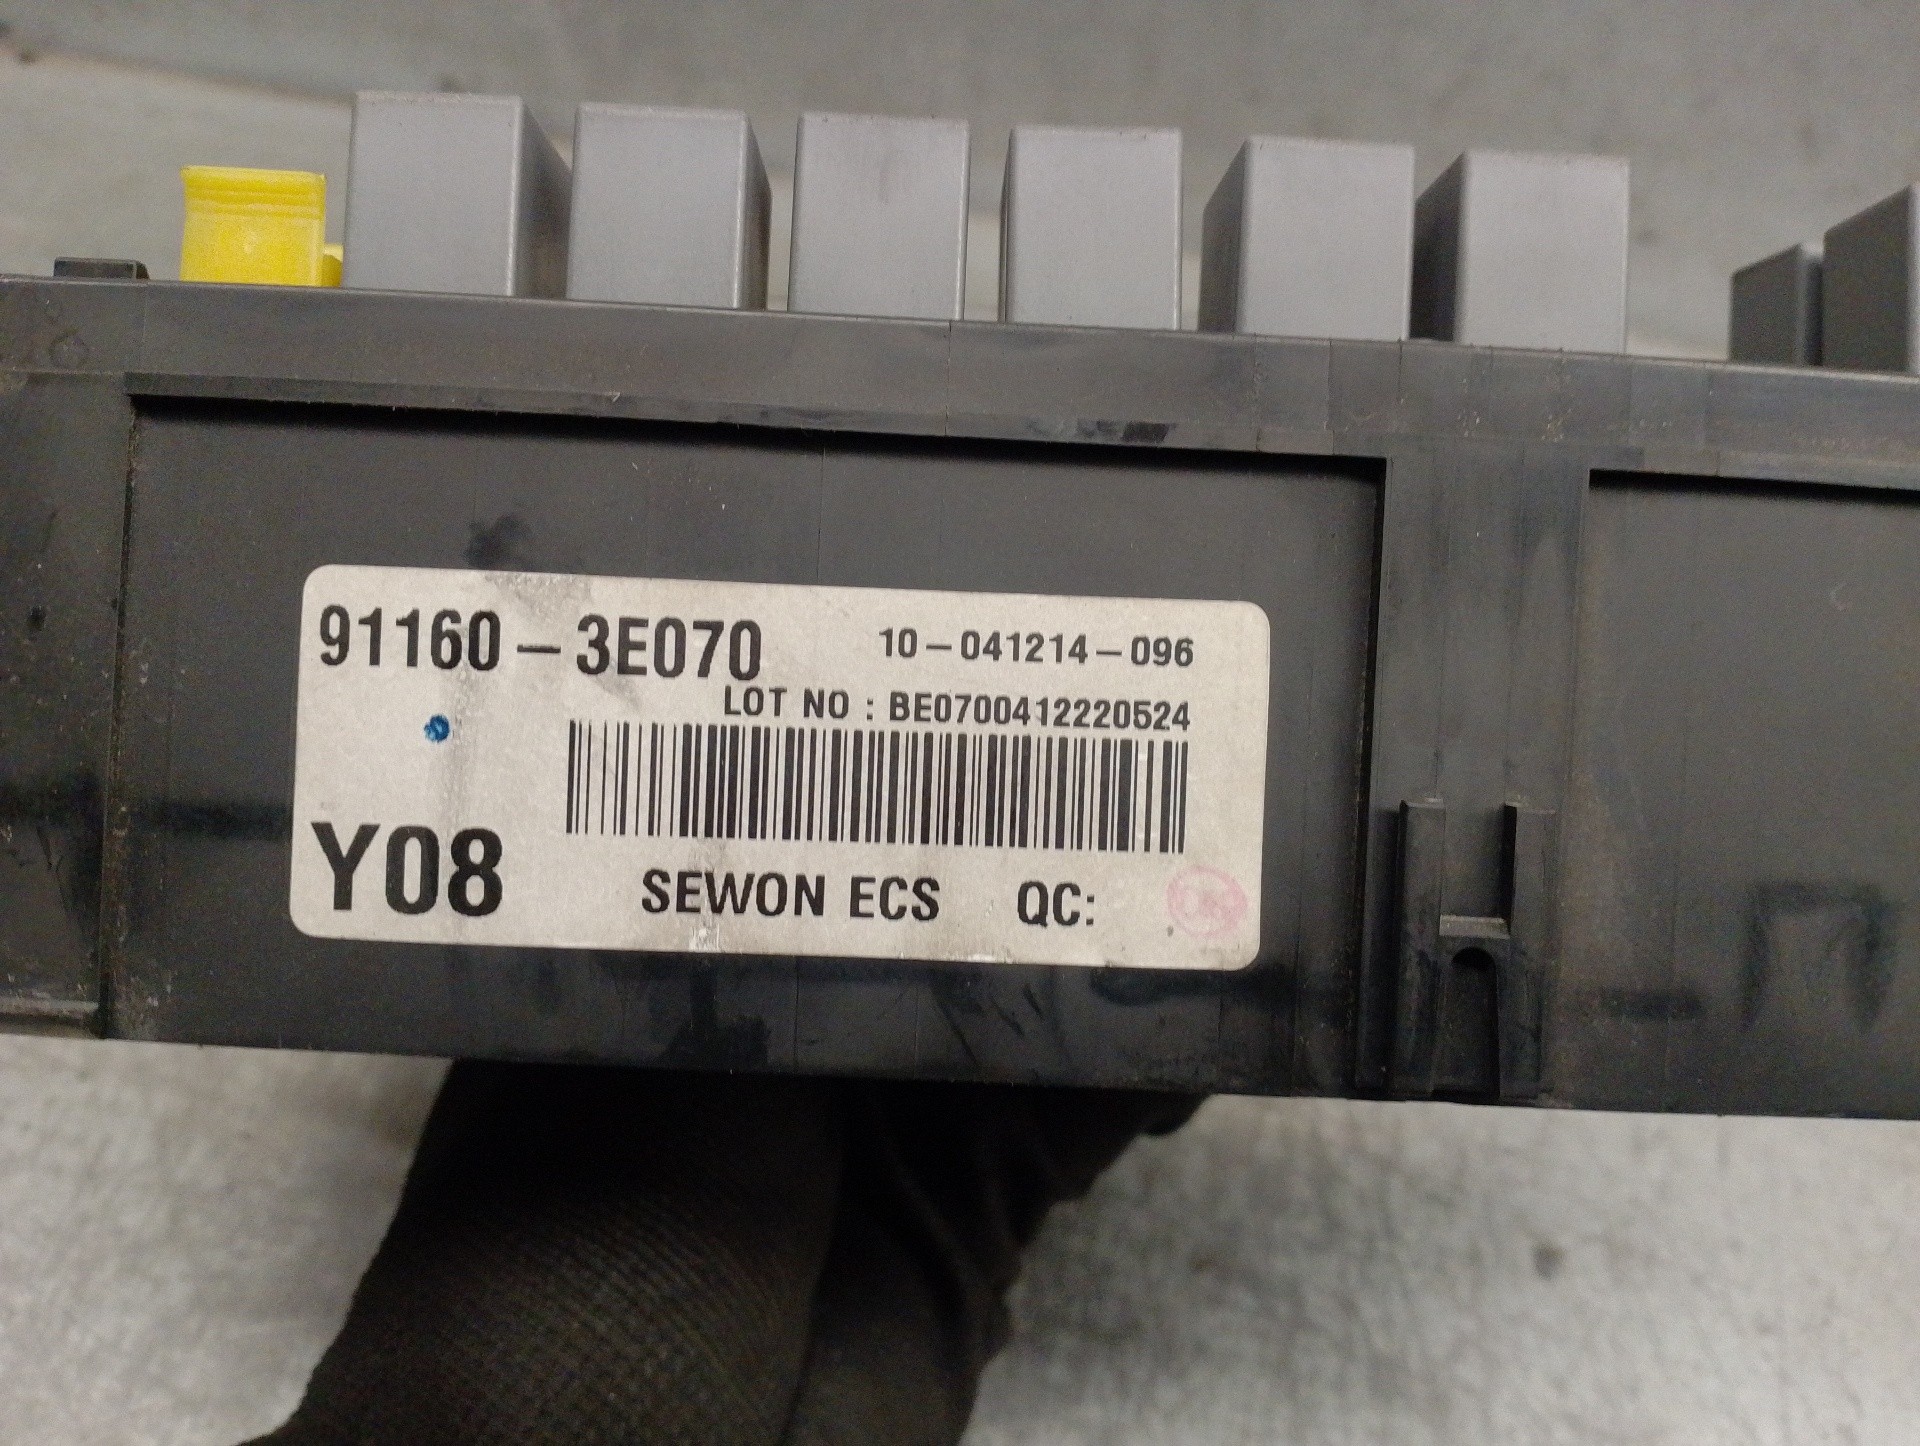 91160-3E070 10-041214-096
LOT NO : BE0700412220524
Y08 SEWON ECS QC: